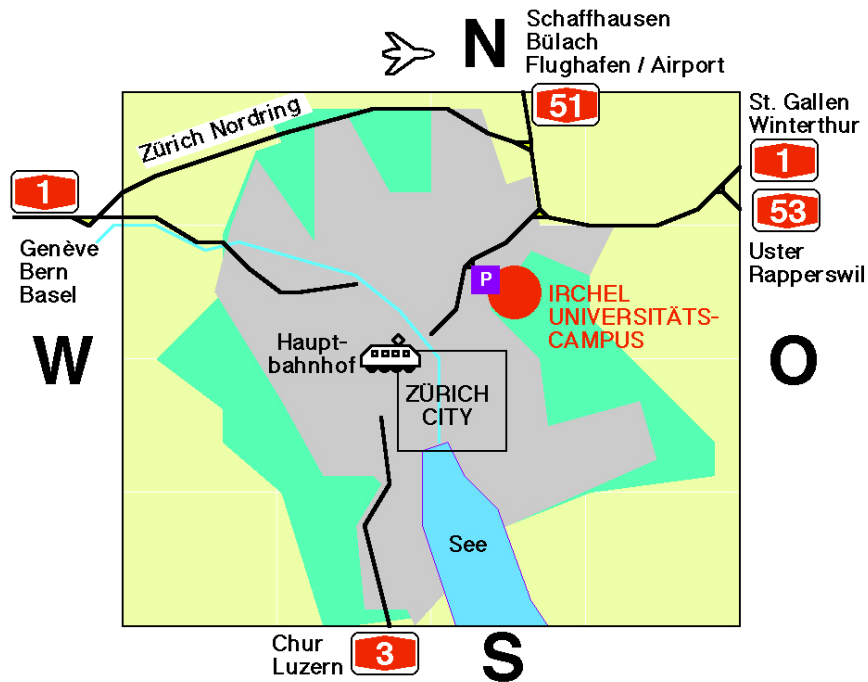 N
Schaffhausen
Bülach
Flughafen / Airport
51
St. Gallen
Winterthur
1
53
Uster
Rapperswil
Zürich Nordring
1
Genève
Bern
Basel
W
P
IRCHEL
UNIVERSITÄTS-
CAMPUS
O
Haupt-
bahnhof
ZÜRICH
CITY
See
Chur
Luzern
3
S